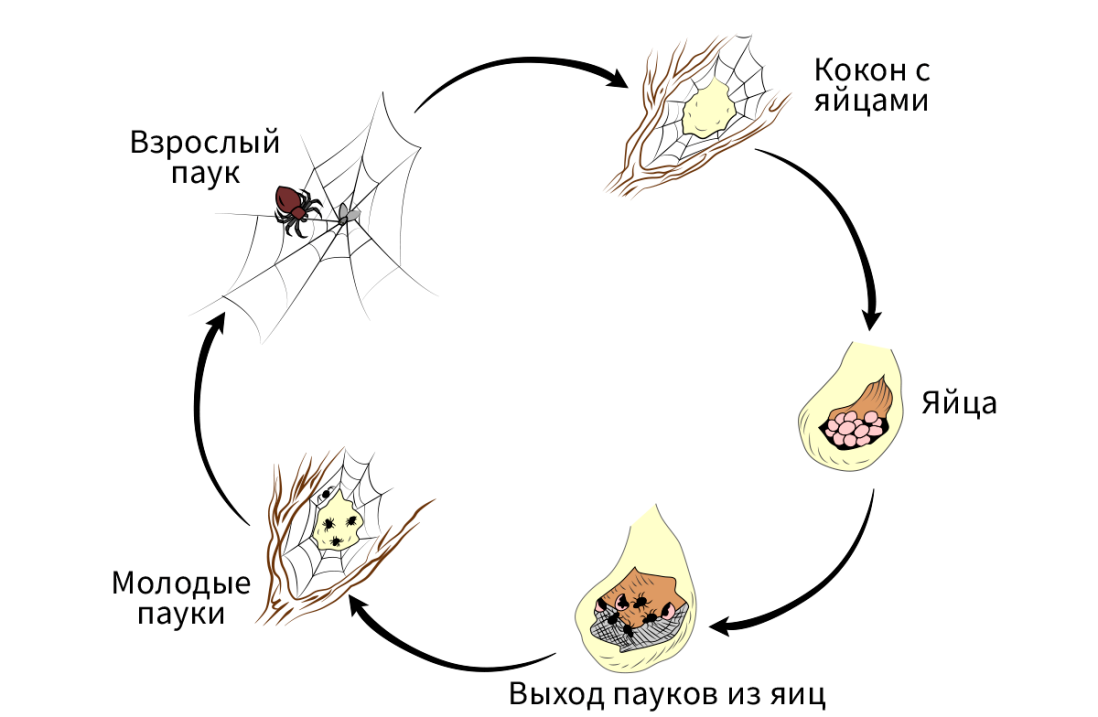 Кокон с
яйцами
Взрослый
паук
Яйца
Молодые
пауки
Выход пауков из яиц